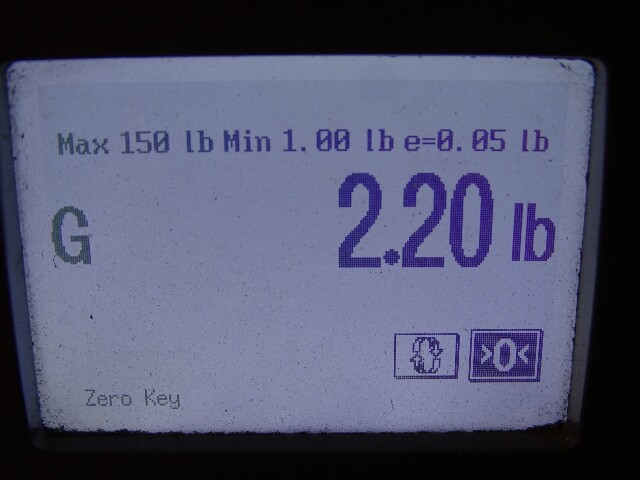 Max 150 lb Min 1.00 lb e=0.05 lb
G 2.20 lb
>0<
Zero Key